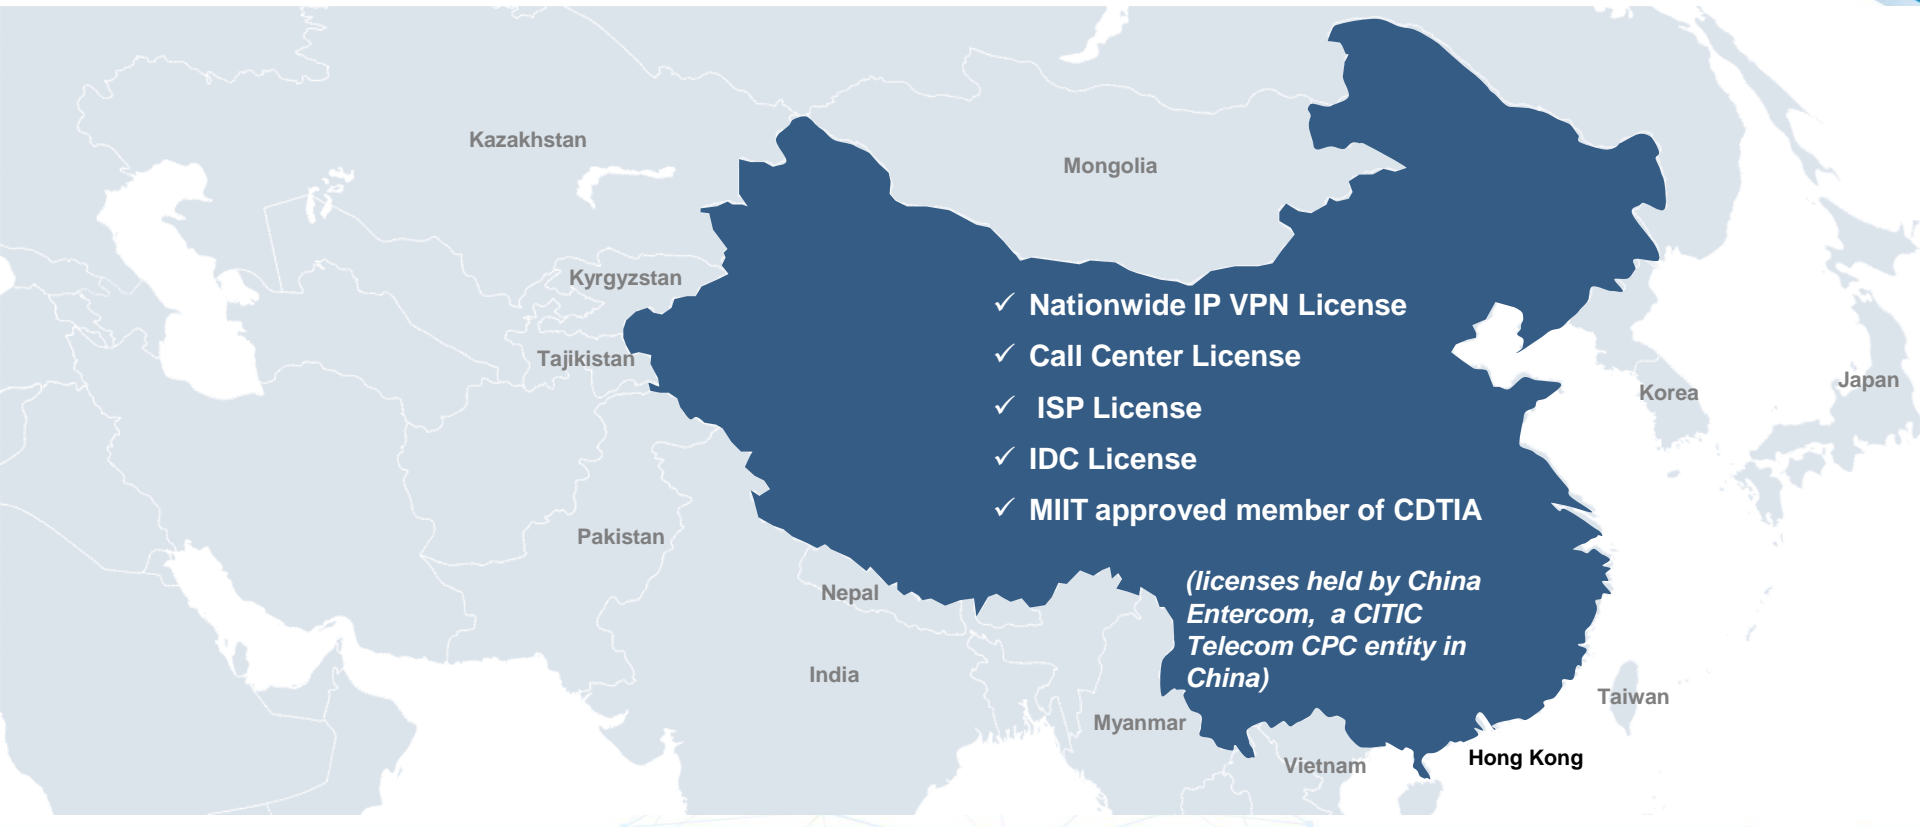 Kazakhstan
Mongolia
Kyrgyzstan
✓ Nationwide IP VPN License
Tajikistan
✓ Call Center License
Japan
Korea
✓ ISP License
✓ IDC License
✓ MIIT approved member of CDTIA
Pakistan
Nepal
(licenses held by China
Entercom, a CITIC
Telecom CPC entity in
China)
India
Taiwan
Myanmar
Hong Kong
Vietnam